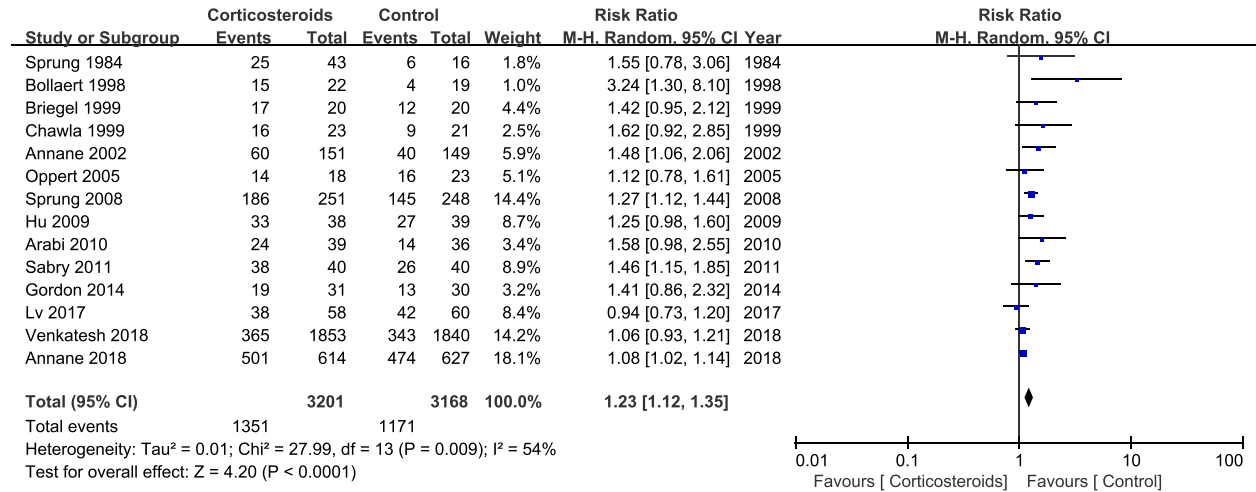 Corticosteroids Control Risk Ratio Risk Ratio
Study or Subgroup Events Total Events Total Weight M-H, Random, 95% CI Year M-H, Random, 95% CI
Sprung 1984 25 43 6 16 1.8% 1.55 [0.78, 3.06] 1984
Bollaert 1998 15 22 4 19 1.0% 3.24 [1.30, 8.10] 1998
Briegel 1999 17 20 12 20 4.4% 1.42 [0.95, 2.12] 1999
Chawla 1999 16 23 9 21 2.5% 1.62 [0.92, 2.85] 1999
Annane 2002 60 151 40 149 5.9% 1.48 [1.06, 2.06] 2002
Oppert 2005 14 18 16 23 5.1% 1.12 [0.78, 1.61] 2005
Sprung 2008 186 251 145 248 14.4% 1.27 [1.12, 1.44] 2008
Hu 2009 33 38 27 39 8.7% 1.25 [0.98, 1.60] 2009
Arabi 2010 24 39 14 36 3.4% 1.58 [0.98, 2.55] 2010
Sabry 2011 38 40 26 40 8.9% 1.46 [1.15, 1.85] 2011
Gordon 2014 19 31 13 30 3.2% 1.41 [0.86, 2.32] 2014
Lv 2017 38 58 42 60 8.4% 0.94 [0.73, 1.20] 2017
Venkatesh 2018 365 1853 343 1840 14.2% 1.06 [0.93, 1.21] 2018
Annane 2018 501 614 474 627 18.1% 1.08 [1.02, 1.14] 2018
Total (95% CI) 3201 3168 100.0% 1.23 [1.12, 1.35]
Total events 1351 1171
Heterogeneity: Tau² = 0.01; Chi² = 27.99, df = 13 (P = 0.009); I² = 54%
Test for overall effect: Z = 4.20 (P < 0.0001)
0.01 0.1 1 10 100
Favours [ Corticosteroids] Favours [ Control]